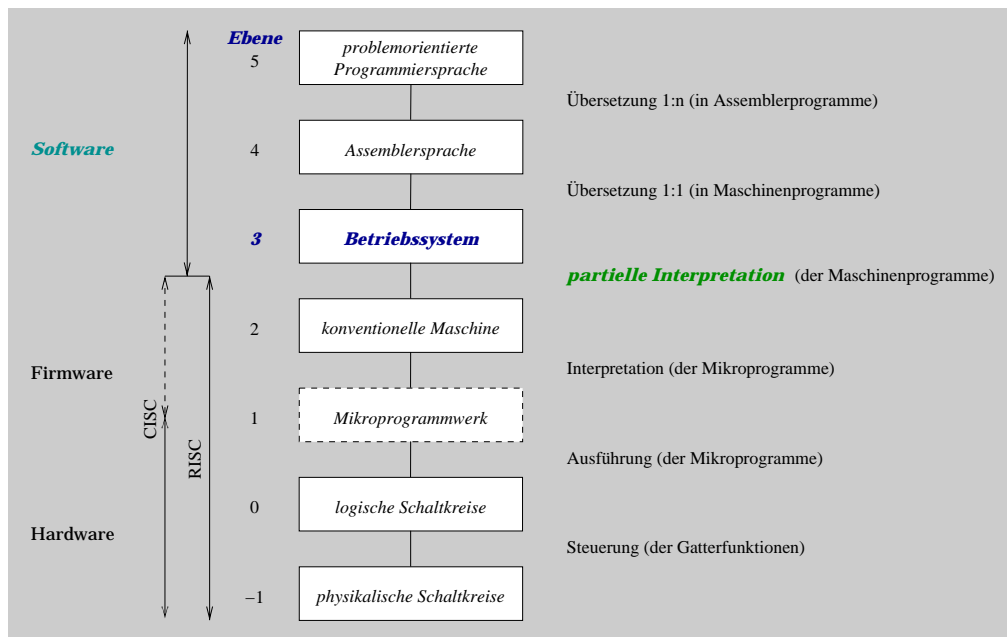 Ebene
5
problemorientierte
Programmiersprache
Übersetzung 1:n (in Assemblerprogramme)
Software
4
Assemblersprache
Übersetzung 1:1 (in Maschinenprogramme)
3
Betriebssystem
partielle Interpretation (der Maschinenprogramme)
2
konventionelle Maschine
Firmware
Interpretation (der Mikroprogramme)
CISC
1
Mikroprogrammwerk
RISC
Ausführung (der Mikroprogramme)
0
logische Schaltkreise
Hardware
Steuerung (der Gatterfunktionen)
−1
physikalische Schaltkreise